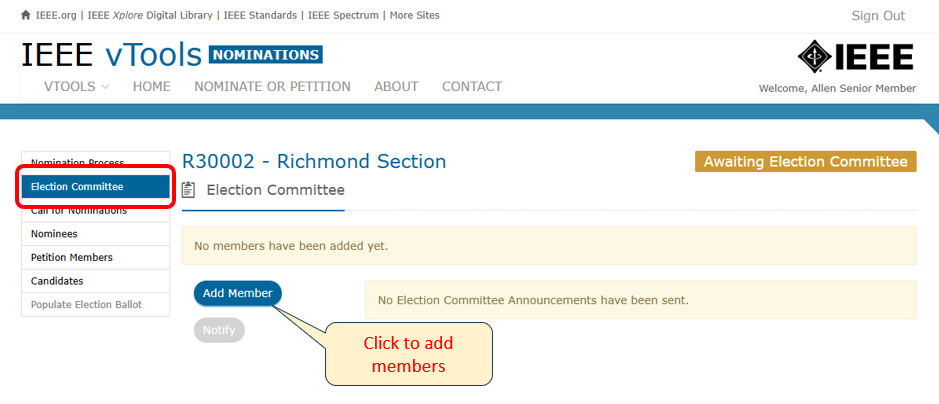 IEEE.org | IEEE Xplore Digital Library | IEEE Standards | IEEE Spectrum | More Sites
Sign Out
IEEE vTools NOMINATIONS
IEEE
VTOOLS HOME NOMINATE OR PETITION ABOUT CONTACT
Welcome, Allen Senior Member
Nomination Process
Election Committee
Call for Nominations
Nominees
Petition Members
Candidates
Populate Election Ballot
R30002 - Richmond Section
Awaiting Election Committee
Election Committee
No members have been added yet.
Add Member
No Election Committee Announcements have been sent.
Notify
Click to add
members